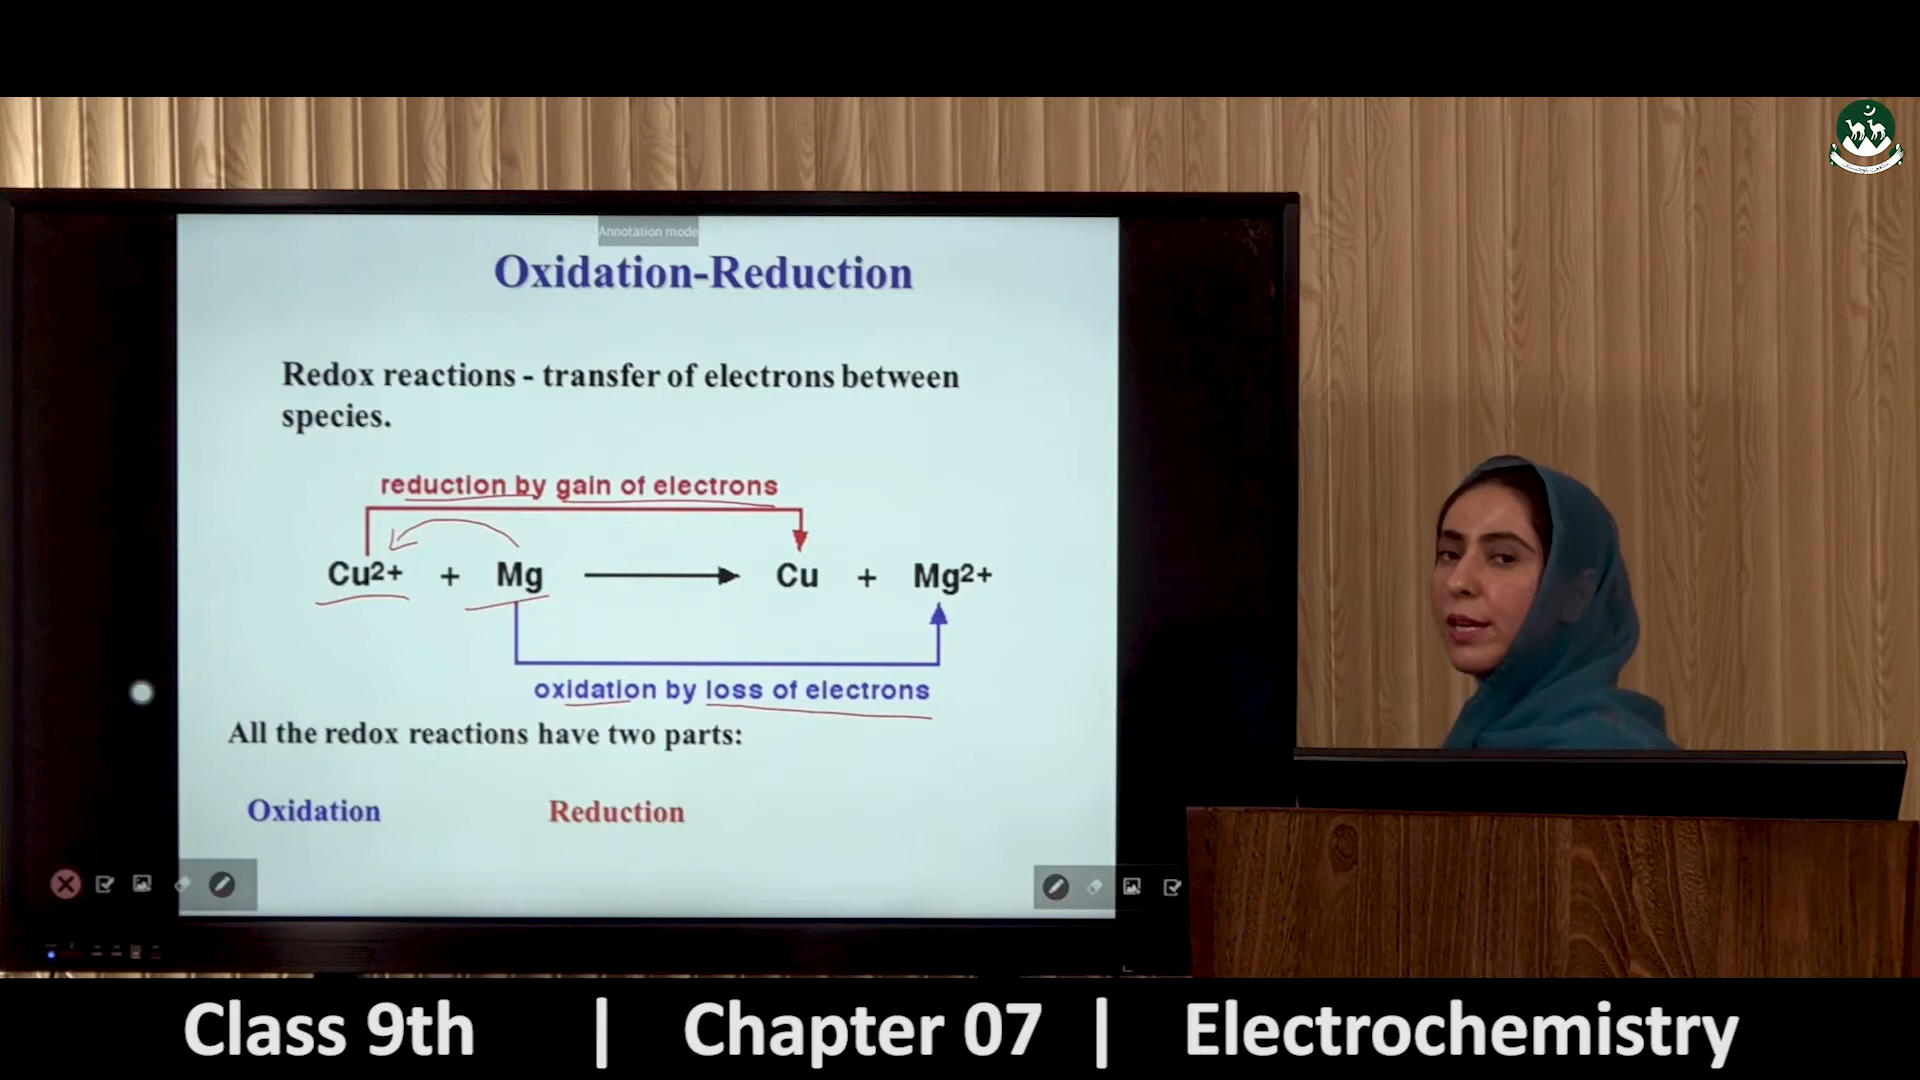 Annotation mode
Oxidation-Reduction
Redox reactions - transfer of electrons between
species.
reduction by gain of electrons
Cu2+ + Mg Cu + Mg2+
oxidation by loss of electrons
All the redox reactions have two parts:
Oxidation Reduction
Class 9th | Chapter 07 | Electrochemistry